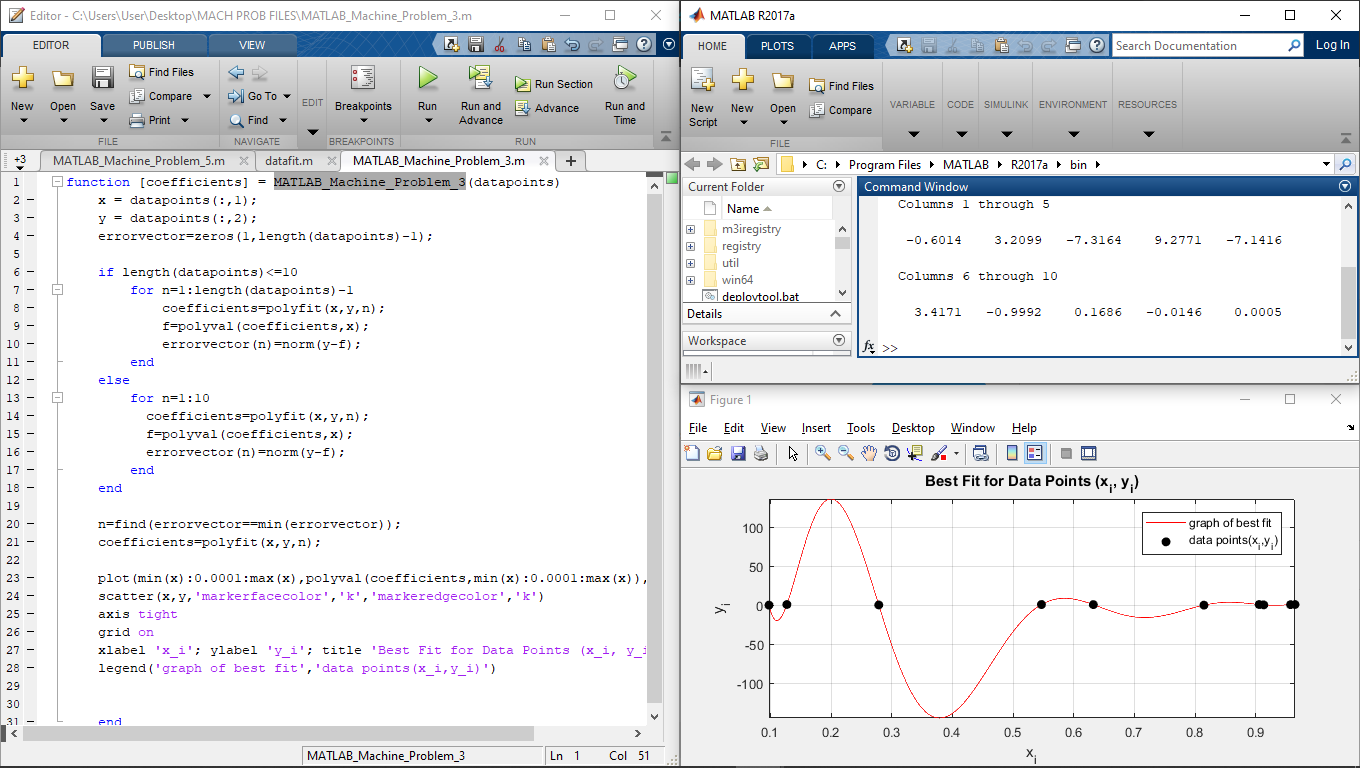 Editor - C:\Users\User\Desktop\MACH PROB FILES\MATLAB_Machine_Problem_3.m
EDITOR PUBLISH VIEW
New Open Save Find Files Compare Print
Go To Find
EDIT
Breakpoints
Run Run and Advance Run Section Advance Run and Time
FILE NAVIGATE BREAKPOINTS RUN
+3 MATLAB_Machine_Problem_5.m datafit.m MATLAB_Machine_Problem_3.m
1 function [coefficients] = MATLAB_Machine_Problem_3(datapoints)
2 x = datapoints(:,1);
3 y = datapoints(:,2);
4 errorvector=zeros(1,length(datapoints)-1);
5
6 if length(datapoints)<=10
7 for n=1:length(datapoints)-1
8 coefficients=polyfit(x,y,n);
9 f=polyval(coefficients,x);
10 errorvector(n)=norm(y-f);
11 end
12 else
13 for n=1:10
14 coefficients=polyfit(x,y,n);
15 f=polyval(coefficients,x);
16 errorvector(n)=norm(y-f);
17 end
18 end
19
20 n=find(errorvector==min(errorvector));
21 coefficients=polyfit(x,y,n);
22
23 plot(min(x):0.0001:max(x),polyval(coefficients,min(x):0.0001:max(x)),
24 scatter(x,y,'markerfacecolor','k','markeredgecolor','k')
25 axis tight
26 grid on
27 xlabel 'x_i'; ylabel 'y_i'; title 'Best Fit for Data Points (x_i, y_i
28 legend('graph of best fit','data points(x_i,y_i)')
29
30
31 end
MATLAB_Machine_Problem_3 Ln 1 Col 51
MATLAB R2017a
HOME PLOTS APPS Search Documentation Log In
New Script New Open Find Files Compare
VARIABLE CODE SIMULINK ENVIRONMENT RESOURCES
FILE
C: Program Files MATLAB R2017a bin
Current Folder
Name
m3iregistry
registry
util
win64
deploytool.bat
Details
Workspace
Command Window
Columns 1 through 5
-0.6014 3.2099 -7.3164 9.2771 -7.1416
Columns 6 through 10
3.4171 -0.9992 0.1686 -0.0146 0.0005
fx >>
Figure 1
File Edit View Insert Tools Desktop Window Help
Best Fit for Data Points (xi, yi)
graph of best fit
data points(xi,yi)
100
50
0
-50
-100
yi
0.1 0.2 0.3 0.4 0.5 0.6 0.7 0.8 0.9
xi